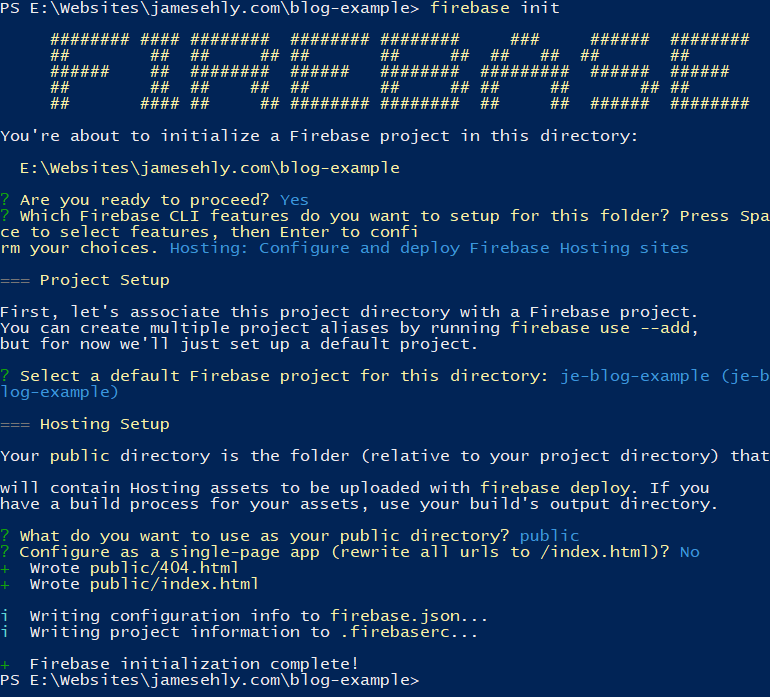 PS E:\Websites\jamesehly.com\blog-example> firebase init
     ######## #### ########  ######## ########     ###     ######  ########
     ##        ##  ##     ## ##       ##     ##  ##   ##  ##       ##
     ######    ##  ########  ######   ########  #########  ######  ######
     ##        ##  ##    ##  ##       ##     ## ##     ##       ## ##
     ##       #### ##     ## ######## ########  ##     ##  ######  ########
You're about to initialize a Firebase project in this directory:
  E:\Websites\jamesehly.com\blog-example
? Are you ready to proceed? Yes
? Which Firebase CLI features do you want to setup for this folder? Press Spa
ce to select features, then Enter to confi
rm your choices. Hosting: Configure and deploy Firebase Hosting sites
=== Project Setup
First, let's associate this project directory with a Firebase project.
You can create multiple project aliases by running firebase use --add,
but for now we'll just set up a default project.
? Select a default Firebase project for this directory: je-blog-example (je-b
log-example)
=== Hosting Setup
Your public directory is the folder (relative to your project directory) that
will contain Hosting assets to be uploaded with firebase deploy. If you
have a build process for your assets, use your build's output directory.
? What do you want to use as your public directory? public
? Configure as a single-page app (rewrite all urls to /index.html)? No
+  Wrote public/404.html
+  Wrote public/index.html
i  Writing configuration info to firebase.json...
i  Writing project information to .firebaserc...
+  Firebase initialization complete!
PS E:\Websites\jamesehly.com\blog-example>